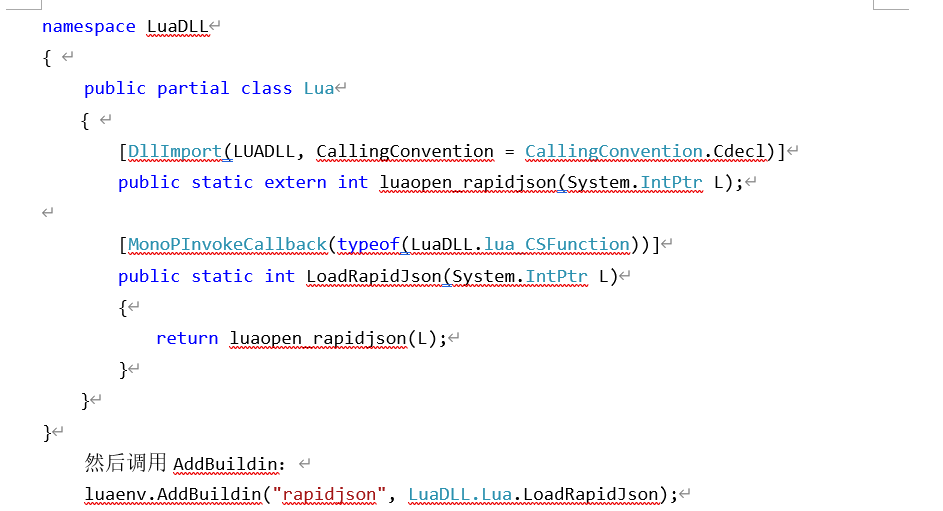 namespace LuaDLL
{
public partial class Lua
{
[DllImport(LUADLL, CallingConvention = CallingConvention.Cdecl)]
public static extern int luaopen_rapidjson(System.IntPtr L);
[MonoPInvokeCallback(typeof(LuaDLL.lua_CSFunction))]
public static int LoadRapidJson(System.IntPtr L)
{
return luaopen_rapidjson(L);
}
}
}
然后调用 AddBuildin：
luaenv.AddBuildin("rapidjson", LuaDLL.Lua.LoadRapidJson);